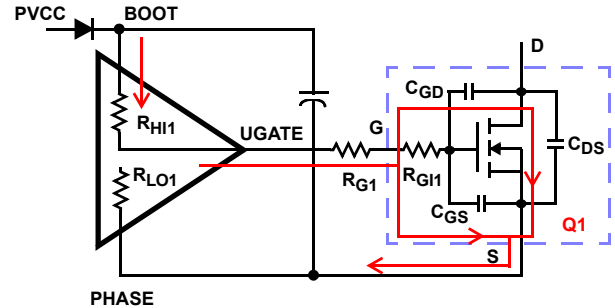 PVCC
BOOT
D
CGD
RHI1
UGATE
G
CDS
RLO1
RG1
RGI1
CGS
Q1
S
PHASE